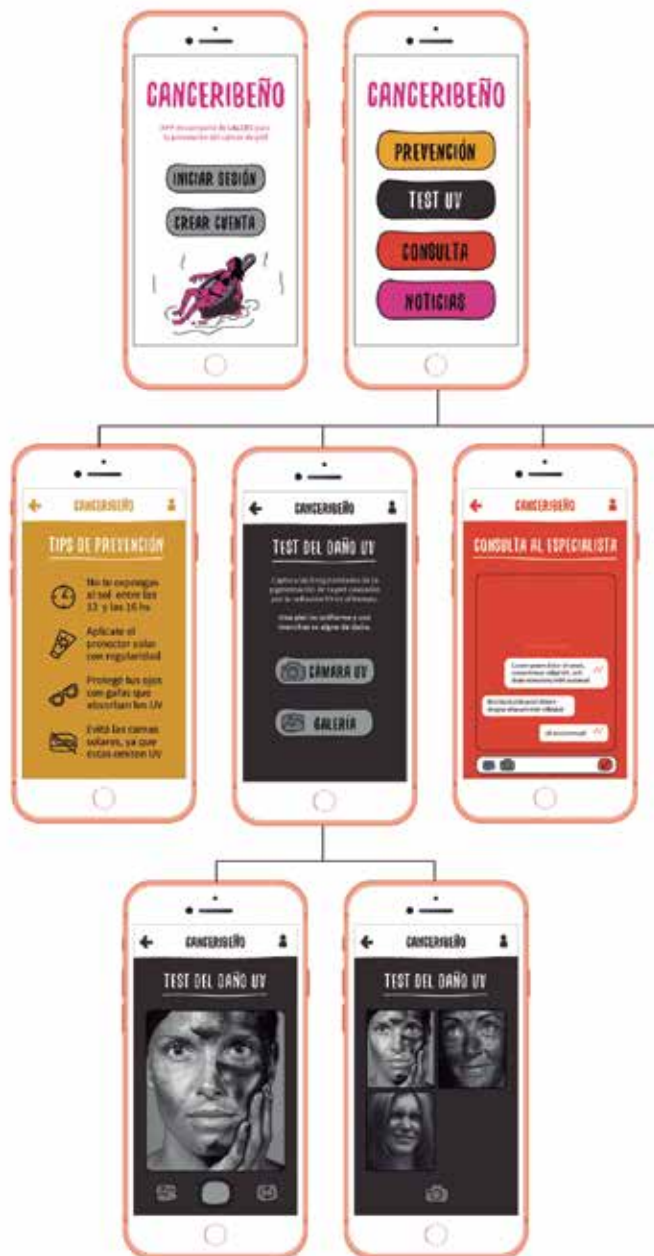 CANCERIBEÑO
INICIAR SESIÓN
CREAR CUENTA
CANCERIBEÑO
PREVENCIÓN
TEST UV
CONSULTA
NOTICIAS
CANCERIBEÑO
TIPS DE PREVENCIÓN
No te expongas
al sol entre las
12 y las 16 hs
Aplicate el
protector solar
con regularidad
Protegé tus ojos
con gafas que
absorban los UV
Evitá las camas
solares, ya que
estas emiten UV
CANCERIBEÑO
TEST DEL DAÑO UV
CÁMARA UV
GALERÍA
CANCERIBEÑO
CONSULTA AL ESPECIALISTA
CANCERIBEÑO
TEST DEL DAÑO UV
CANCERIBEÑO
TEST DEL DAÑO UV